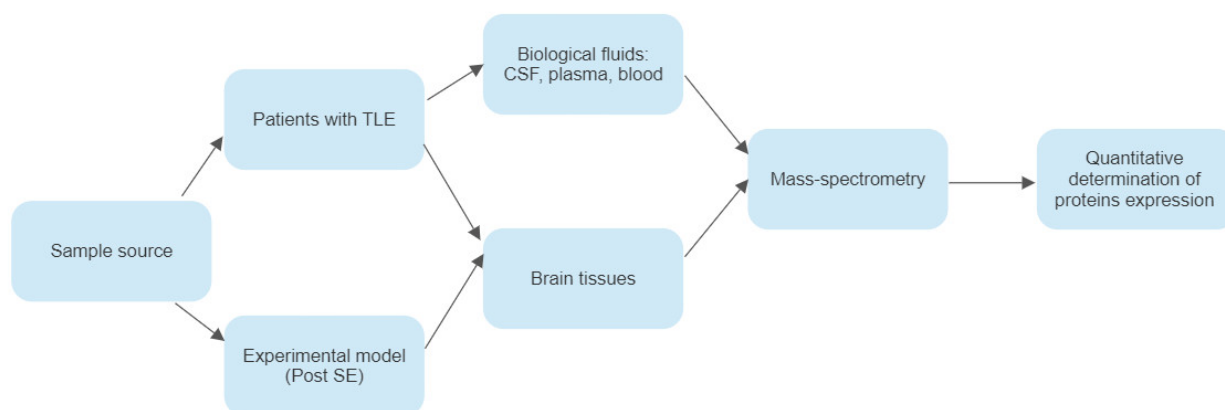 Sample source
Patients with TLE
Experimental model
(Post SE)
Biological fluids:
CSF, plasma, blood
Brain tissues
Mass-spectrometry
Quantitative
determination of
proteins expression